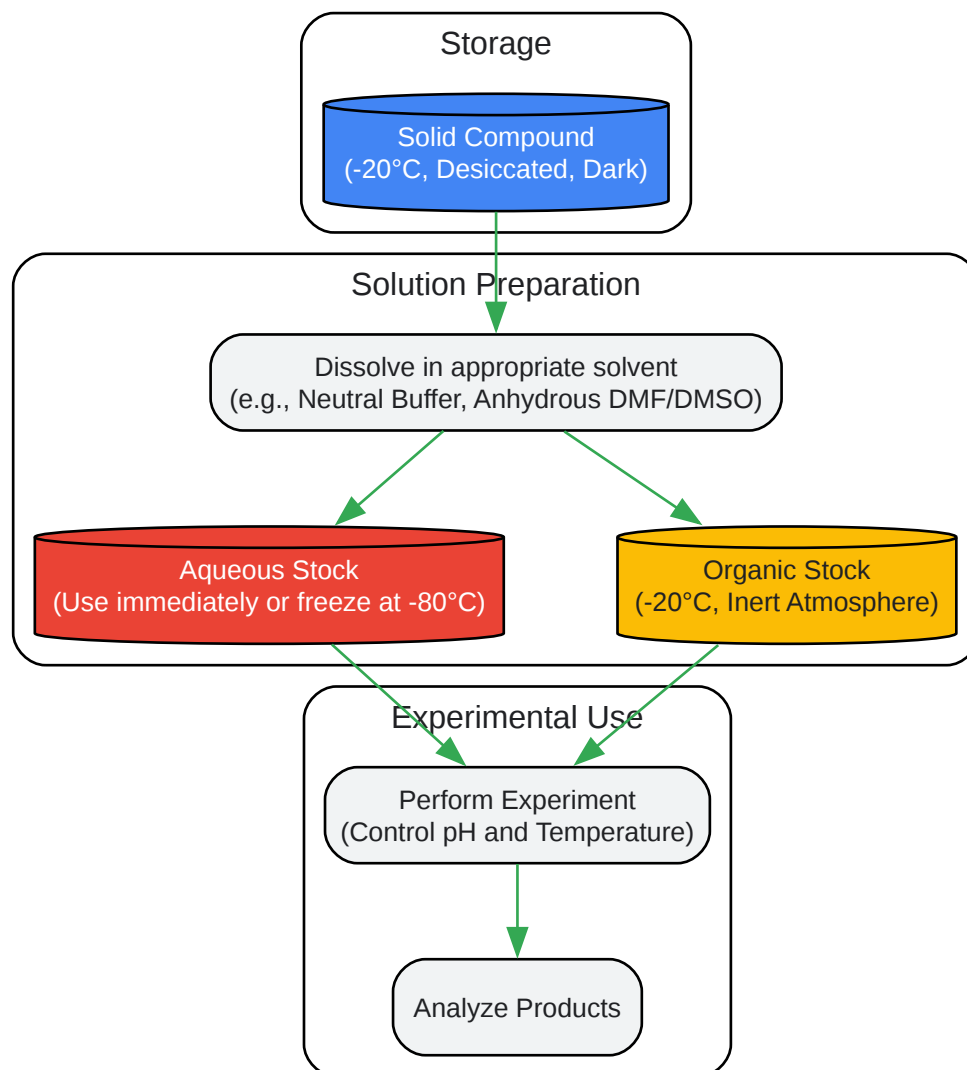 Storage
Solid Compound
(-20°C, Desiccated, Dark)
Solution Preparation
Dissolve in appropriate solvent
(e.g., Neutral Buffer, Anhydrous DMF/DMSO)
Aqueous Stock
(Use immediately or freeze at -80°C)
Organic Stock
(-20°C, Inert Atmosphere)
Experimental Use
Perform Experiment
(Control pH and Temperature)
Analyze Products